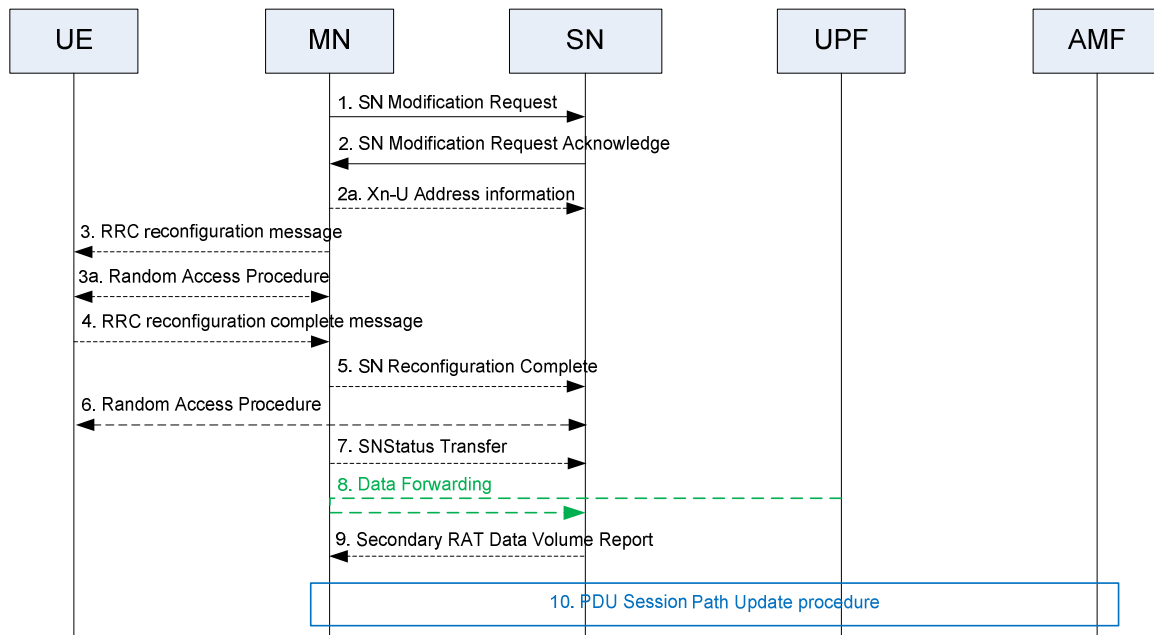 UE
MN
SN
UPF
AMF
1. SN Modification Request
2. SN Modification Request Acknowledge
2a. Xn-U Address information
3. RRC reconfiguration message
3a. Random Access Procedure
4. RRC reconfiguration complete message
5. SN Reconfiguration Complete
6. Random Access Procedure
7. SNStatus Transfer
8. Data Forwarding
9. Secondary RAT Data Volume Report
10. PDU Session Path Update procedure